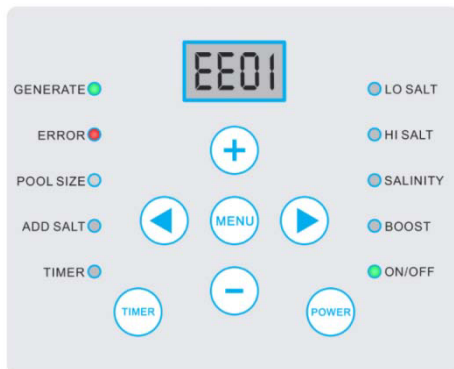 EE01
GENERATE
LO SALT
ERROR
HI SALT
POOL SIZE
SALINITY
MENU
ADD SALT
BOOST
TIMER
ON/OFF
TIMER
POWER